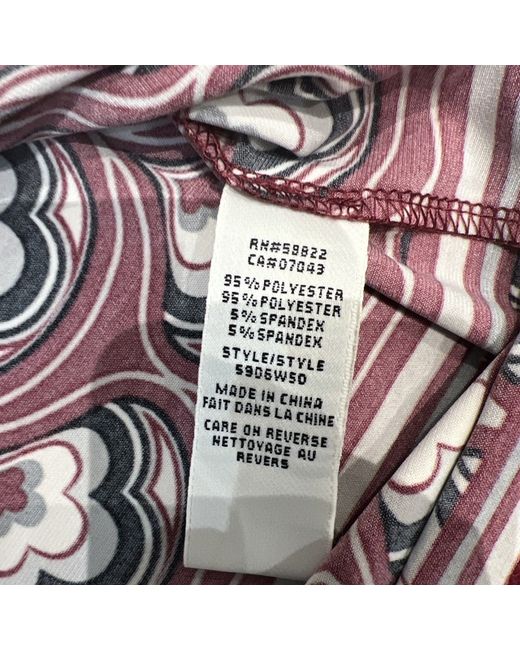 RN#59822
CA#07043
95% POLYESTER
95% POLYESTER
5% SPANDEX
5% SPANDEX
STYLE/STYLE
5906W50
MADE IN CHINA
FAIT DANS LA CHINE
CARE ON REVERSE
NETTOYAGE AU
REVERS